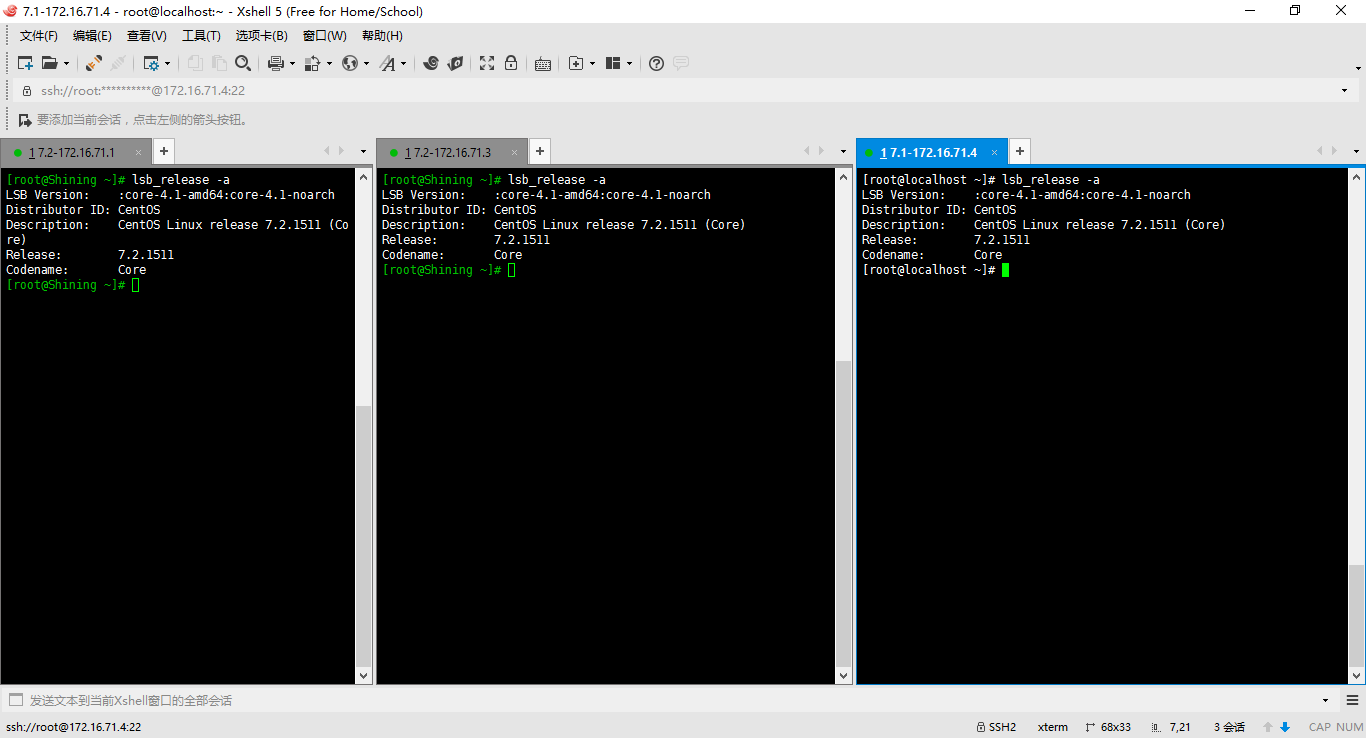 7.1-172.16.71.4 - root@localhost:~ - Xshell 5 (Free for Home/School)
文件(F) 编辑(E) 查看(V) 工具(T) 选项卡(B) 窗口(W) 帮助(H)
ssh://root:**********@172.16.71.4:22
要添加当前会话，点击左侧的箭头按钮。
1 7.2-172.16.71.1 × +
[root@Shining ~]# lsb_release -a
LSB Version:    :core-4.1-amd64:core-4.1-noarch
Distributor ID: CentOS
Description:    CentOS Linux release 7.2.1511 (Co
re)
Release:        7.2.1511
Codename:       Core
[root@Shining ~]#
1 7.2-172.16.71.3 × +
[root@Shining ~]# lsb_release -a
LSB Version:    :core-4.1-amd64:core-4.1-noarch
Distributor ID: CentOS
Description:    CentOS Linux release 7.2.1511 (Core)
Release:        7.2.1511
Codename:       Core
[root@Shining ~]#
1 7.1-172.16.71.4 × +
[root@localhost ~]# lsb_release -a
LSB Version:    :core-4.1-amd64:core-4.1-noarch
Distributor ID: CentOS
Description:    CentOS Linux release 7.2.1511 (Core)
Release:        7.2.1511
Codename:       Core
[root@localhost ~]#
发送文本到当前Xshell窗口的全部会话
ssh://root@172.16.71.4:22 SSH2 xterm 68x33 7,21 3 会话 CAP NUM